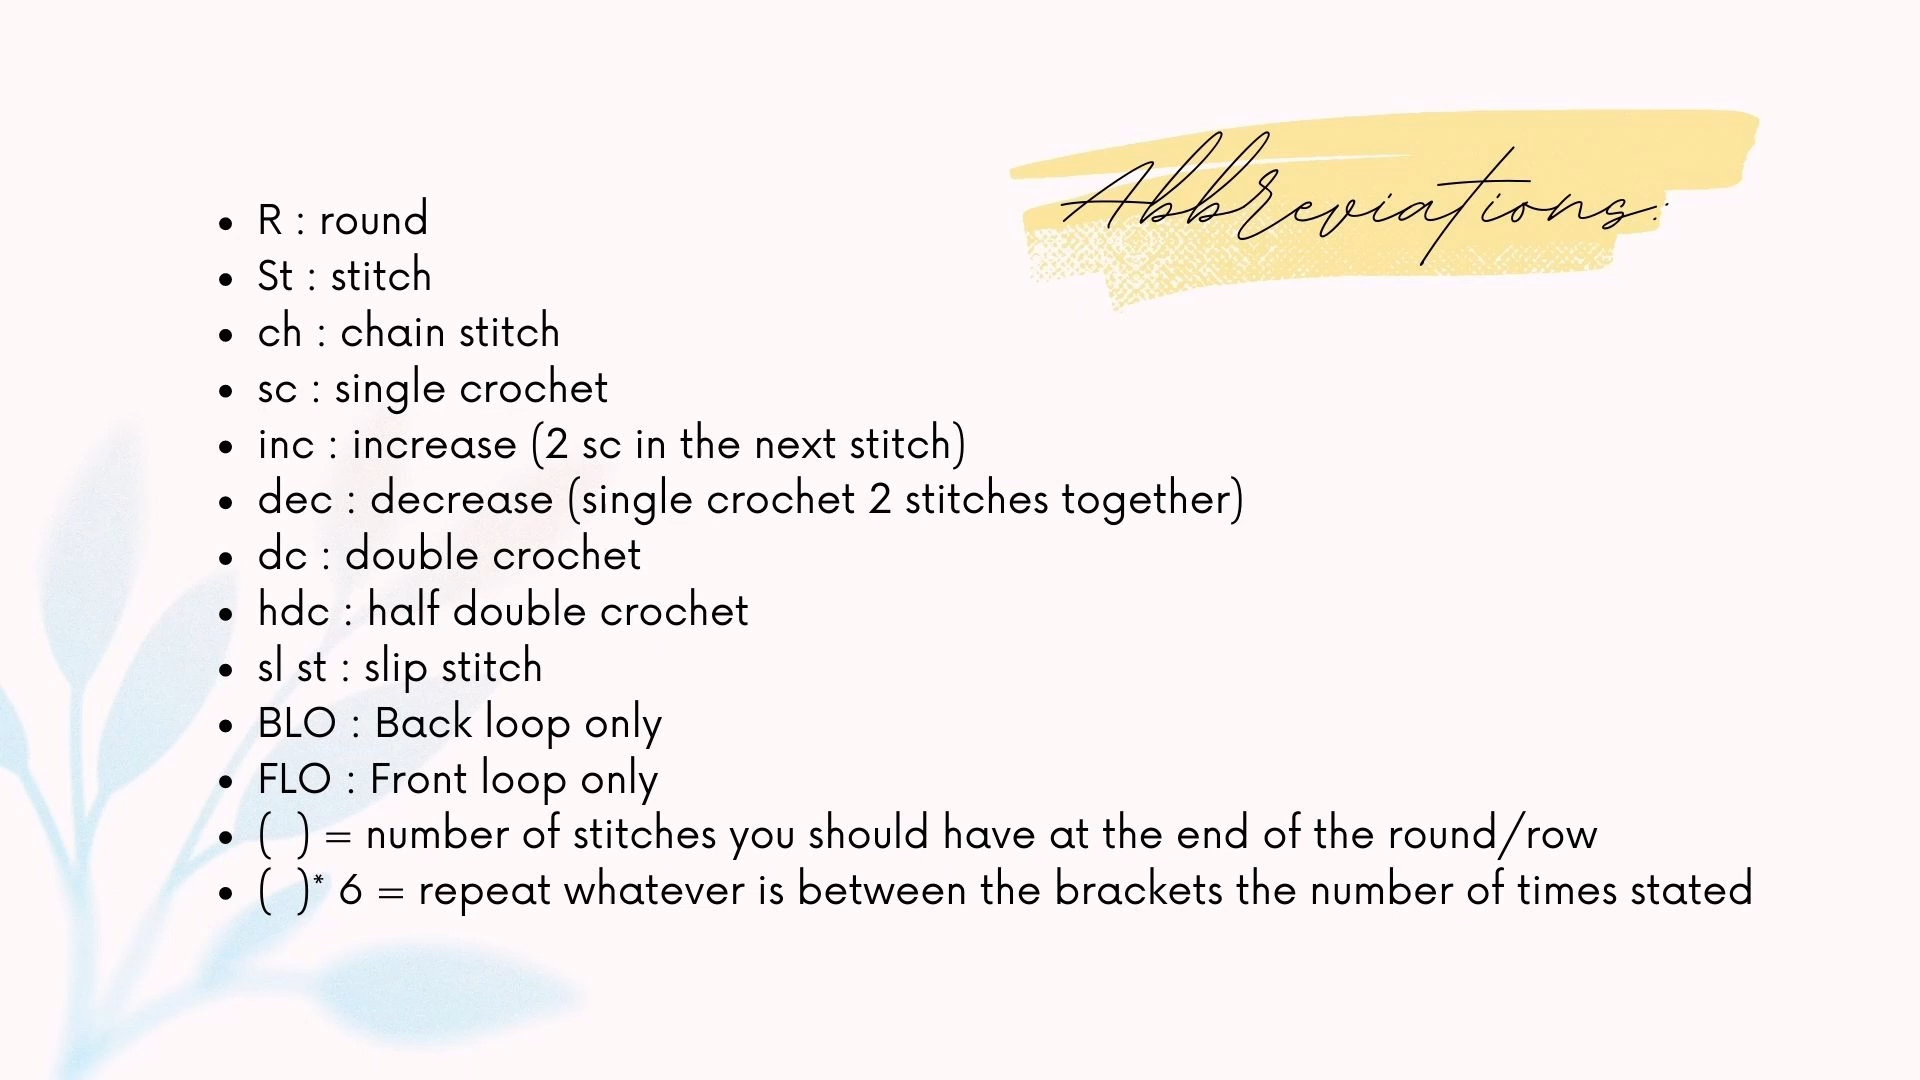 Abbreviations:
R : round
St : stitch
ch : chain stitch
sc : single crochet
inc : increase (2 sc in the next stitch)
dec : decrease (single crochet 2 stitches together)
dc : double crochet
hdc : half double crochet
sl st : slip stitch
BLO : Back loop only
FLO : Front loop only
( ) = number of stitches you should have at the end of the round/row
( )* 6 = repeat whatever is between the brackets the number of times stated